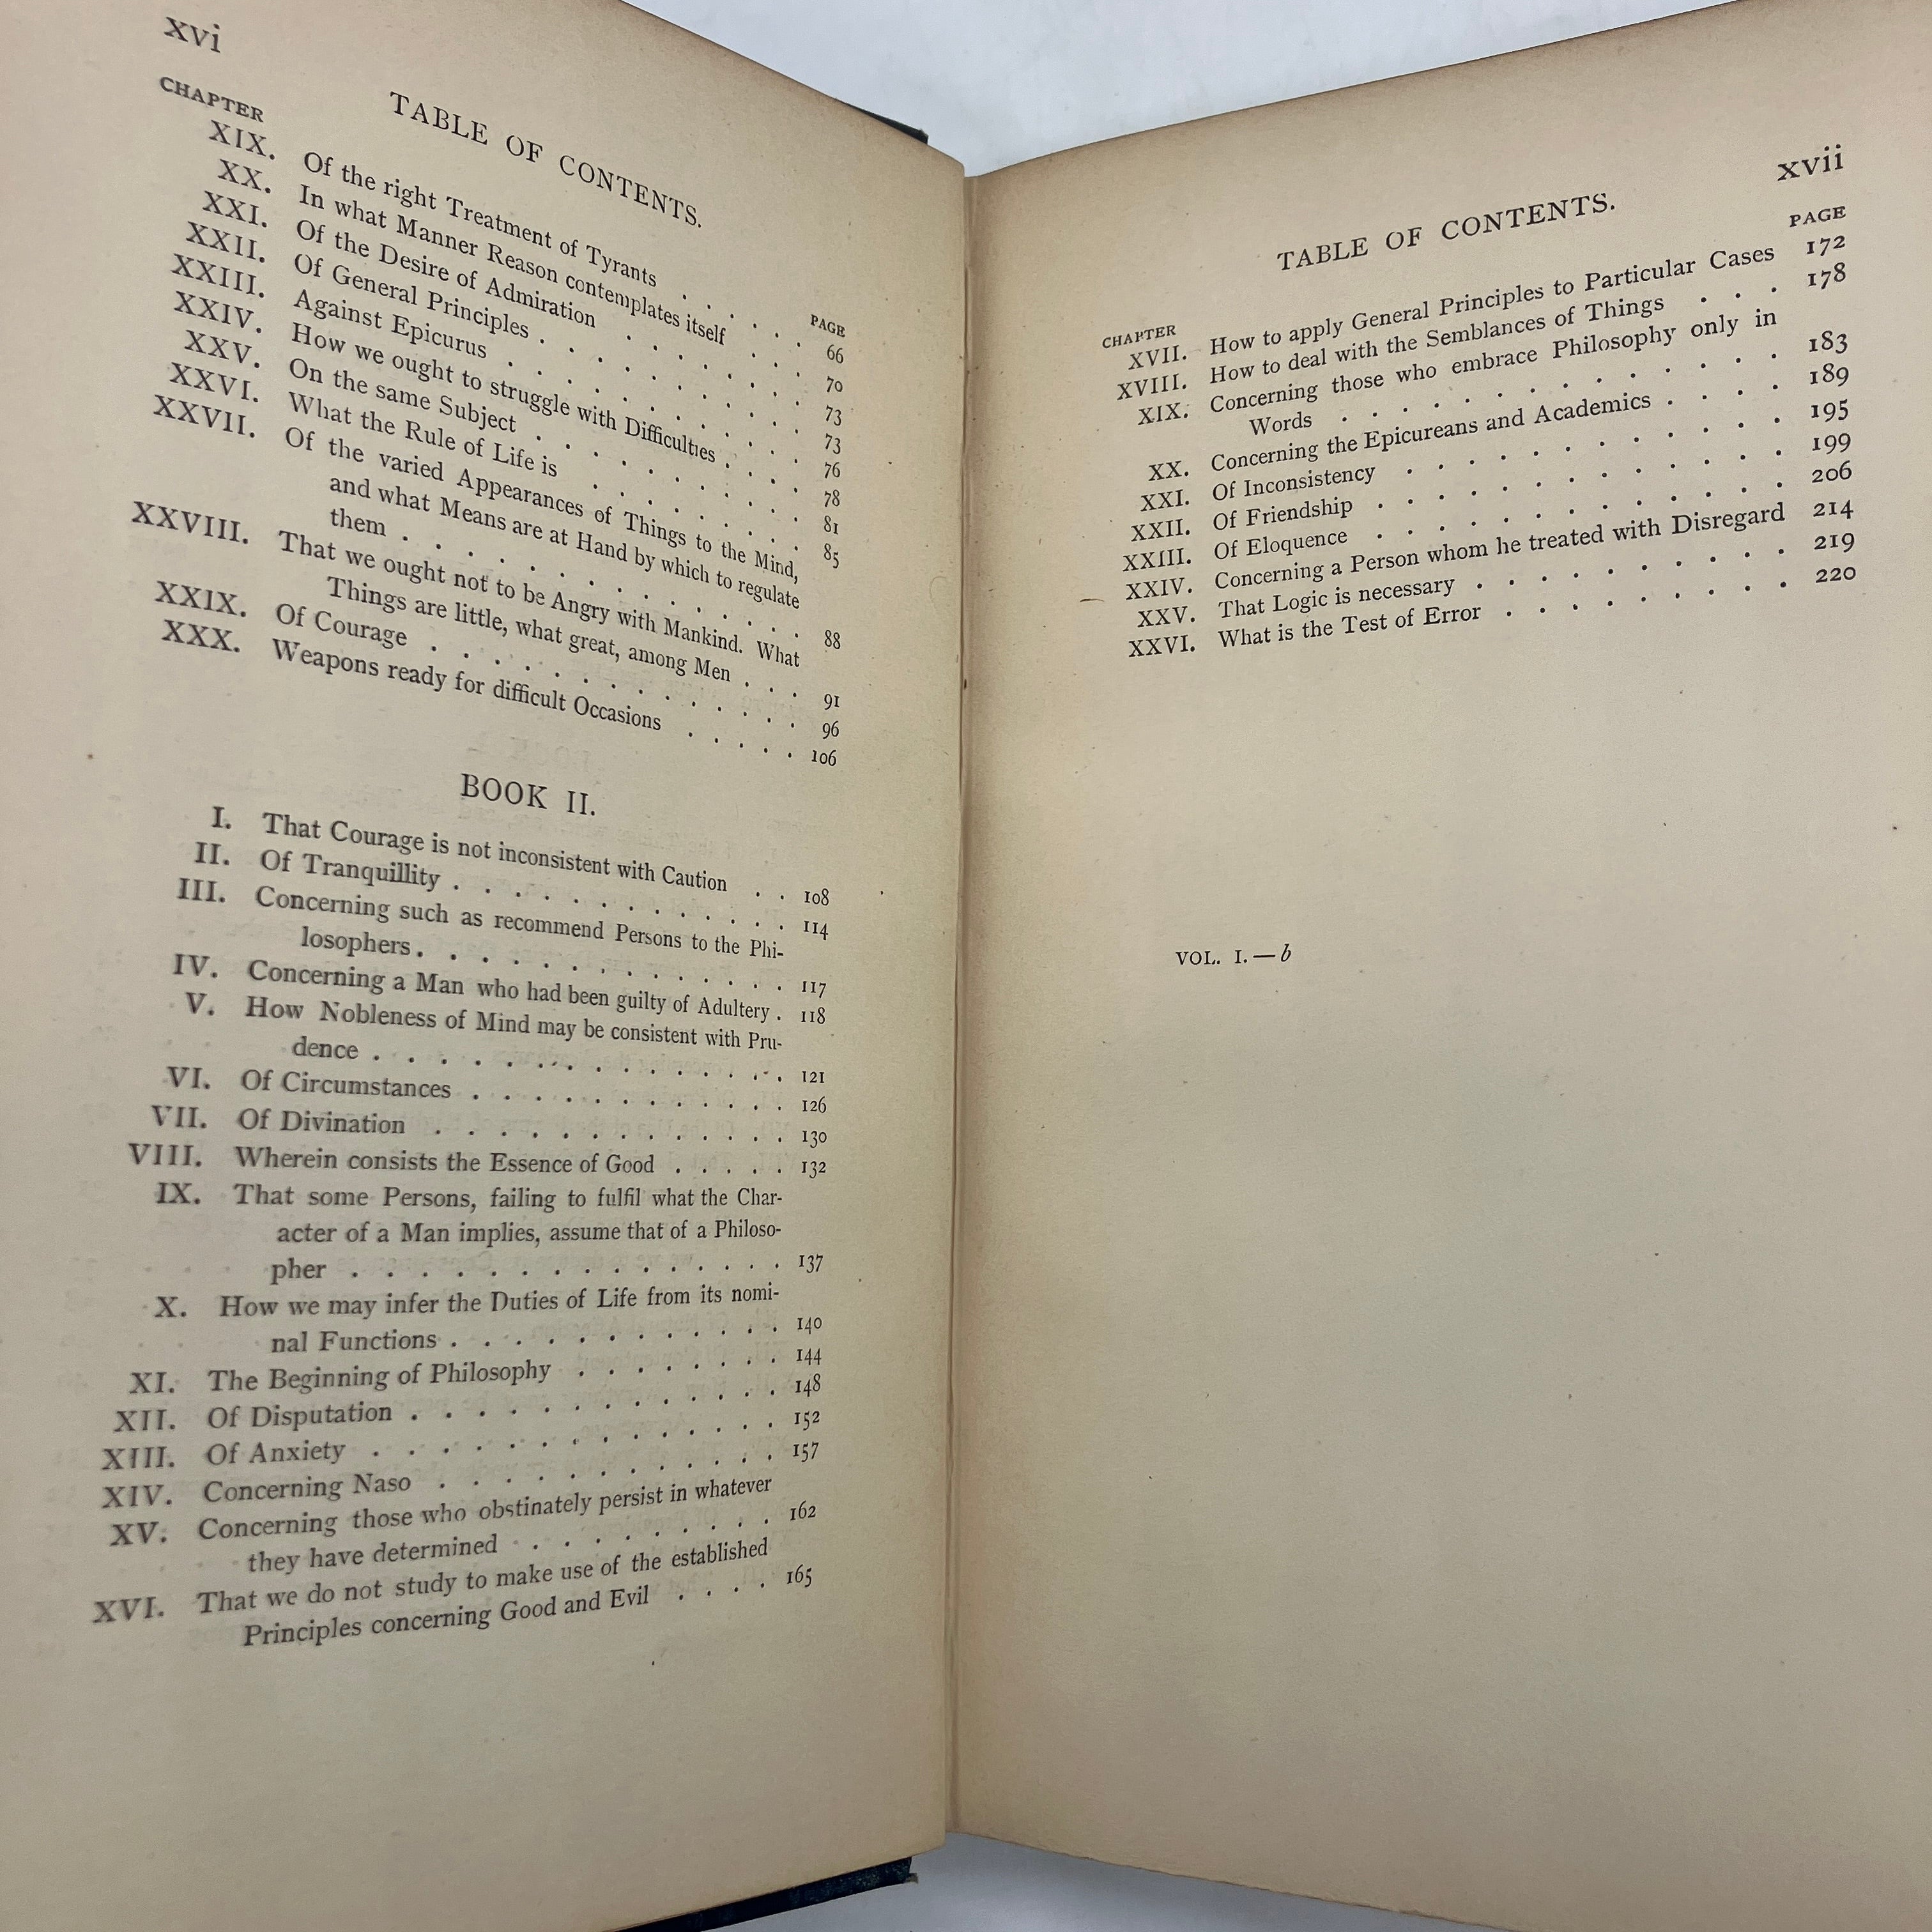 xvi
TABLE OF CONTENTS.
CHAPTER
PAGE
XIX. Of the right Treatment of Tyrants . . . . . 66
XX. In what Manner Reason contemplates itself . . 70
XXI. Of the Desire of Admiration . . . . . . . 73
XXII. Of General Principles . . . . . . . . . 73
XXIII. Against Epicurus . . . . . . . . . . 76
XXIV. How we ought to struggle with Difficulties . . . 78
XXV. On the same Subject . . . . . . . . . 81
XXVI. What the Rule of Life is . . . . . . . . 85
XXVII. Of the varied Appearances of Things to the Mind,
and what Means are at Hand by which to regulate
them . . . . . . . . . . . . . 88
XXVIII. That we ought not to be Angry with Mankind. What
Things are little, what great, among Men . . . 91
XXIX. Of Courage . . . . . . . . . . . . 96
XXX. Weapons ready for difficult Occasions . . . . . 106
BOOK II.
I. That Courage is not inconsistent with Caution . . . 108
II. Of Tranquillity . . . . . . . . . . . . 114
III. Concerning such as recommend Persons to the Phi-
losophers . . . . . . . . . . . . . 117
IV. Concerning a Man who had been guilty of Adultery . 118
V. How Nobleness of Mind may be consistent with Pru-
dence . . . . . . . . . . . . . . 121
VI. Of Circumstances . . . . . . . . . . . 126
VII. Of Divination . . . . . . . . . . . . 130
VIII. Wherein consists the Essence of Good . . . . . 132
IX. That some Persons, failing to fulfil what the Char-
acter of a Man implies, assume that of a Philoso-
pher . . . . . . . . . . . . . . 137
X. How we may infer the Duties of Life from its nomi-
nal Functions . . . . . . . . . . . 140
XI. The Beginning of Philosophy . . . . . . . 144
XII. Of Disputation . . . . . . . . . . . . 148
XIII. Of Anxiety . . . . . . . . . . . . . 152
XIV. Concerning Naso . . . . . . . . . . . 157
XV. Concerning those who obstinately persist in whatever
they have determined . . . . . . . . 162
XVI. That we do not study to make use of the established
Principles concerning Good and Evil . . . . 165
xvii
TABLE OF CONTENTS.
CHAPTER
PAGE
XVII. How to apply General Principles to Particular Cases 172
XVIII. How to deal with the Semblances of Things . . . 178
XIX. Concerning those who embrace Philosophy only in
Words . . . . . . . . . . . . . 183
XX. Concerning the Epicureans and Academics . . . . 189
XXI. Of Inconsistency . . . . . . . . . . . 195
XXII. Of Friendship . . . . . . . . . . . . 199
XXIII. Of Eloquence . . . . . . . . . . . . 206
XXIV. Concerning a Person whom he treated with Disregard 214
XXV. That Logic is necessary . . . . . . . . . 219
XXVI. What is the Test of Error . . . . . . . . 220
VOL. I.—b